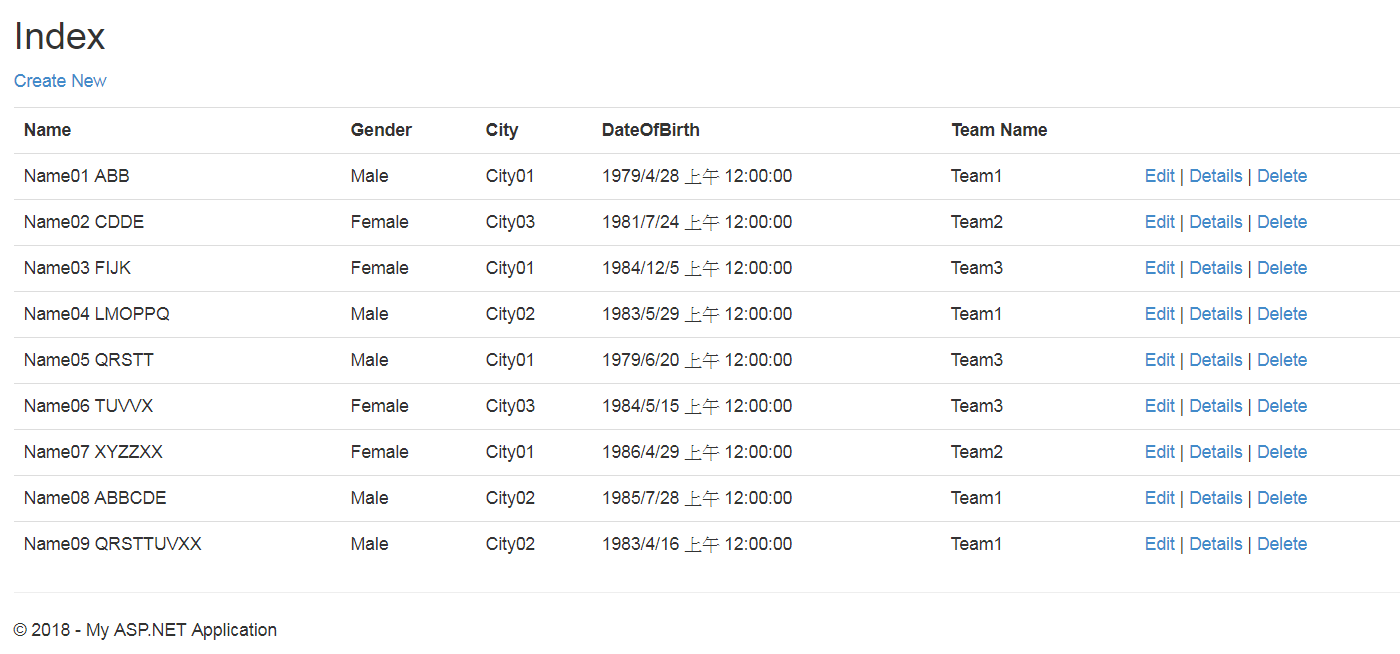 Index
Create New
Name Gender City DateOfBirth Team Name
Name01 ABB Male City01 1979/4/28 上午 12:00:00 Team1 Edit | Details | Delete
Name02 CDDE Female City03 1981/7/24 上午 12:00:00 Team2 Edit | Details | Delete
Name03 FIJK Female City01 1984/12/5 上午 12:00:00 Team3 Edit | Details | Delete
Name04 LMOPPQ Male City02 1983/5/29 上午 12:00:00 Team1 Edit | Details | Delete
Name05 QRSTT Male City01 1979/6/20 上午 12:00:00 Team3 Edit | Details | Delete
Name06 TUVVX Female City03 1984/5/15 上午 12:00:00 Team3 Edit | Details | Delete
Name07 XYZZXX Female City01 1986/4/29 上午 12:00:00 Team2 Edit | Details | Delete
Name08 ABBCDE Male City02 1985/7/28 上午 12:00:00 Team1 Edit | Details | Delete
Name09 QRSTTUVXX Male City02 1983/4/16 上午 12:00:00 Team1 Edit | Details | Delete
© 2018 - My ASP.NET Application